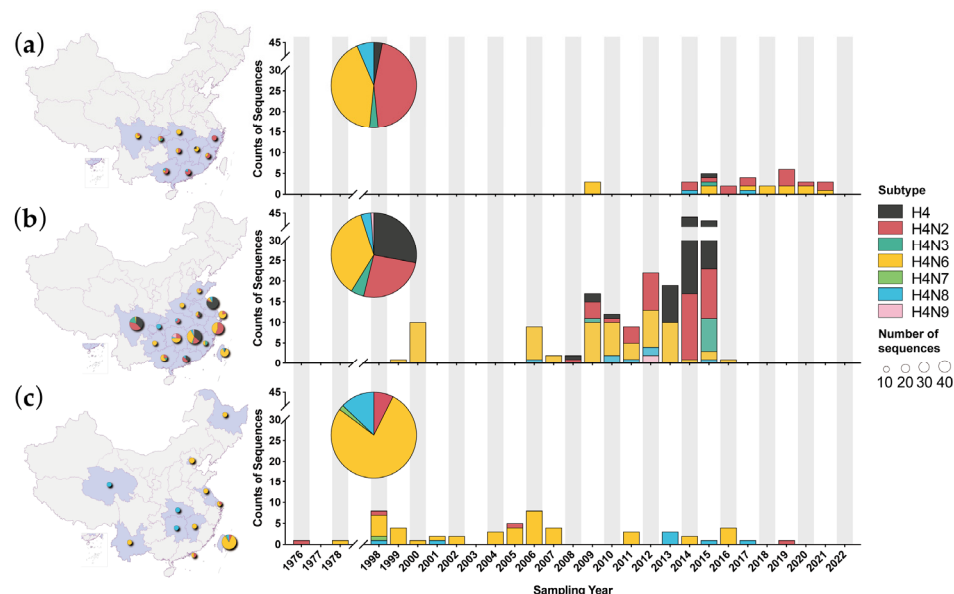 (a)
45
30
25
20
15
10
5
0
Counts of Sequences
(b)
45
30
25
20
15
10
5
0
Counts of Sequences
(c)
45
30
25
20
15
10
5
0
Counts of Sequences
1976 1977 1978 1998 1999 2000 2001 2002 2003 2004 2005 2006 2007 2008 2009 2010 2011 2012 2013 2014 2015 2016 2017 2018 2019 2020 2021 2022
Sampling Year
Subtype
H4
H4N2
H4N3
H4N6
H4N7
H4N8
H4N9
Number of
sequences
10 20 30 40